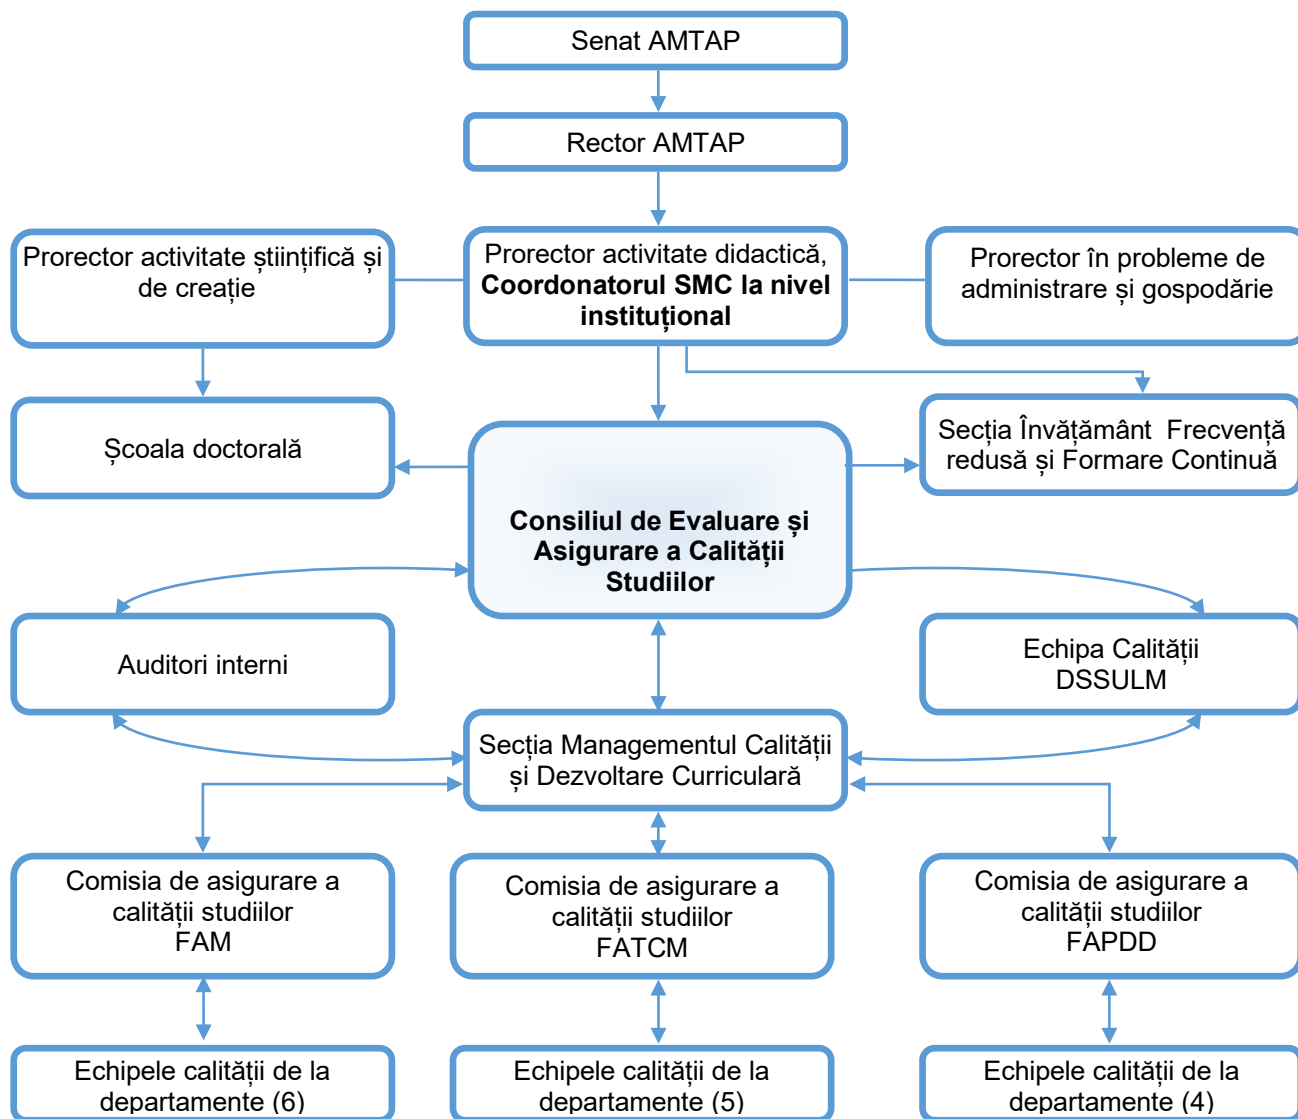 Senat AMTAP
Rector AMTAP
Prorector activitate științifică și
de creație
Prorector activitate didactică,
Coordonatorul SMC la nivel
instituțional
Prorector în probleme de
administrare și gospodărie
Școala doctorală
Secția Învățământ Frecvență
redusă și Formare Continuă
Consiliul de Evaluare și
Asigurare a Calității
Studiilor
Auditori interni
Echipa Calității
DSSULM
Secția Managementul Calității
și Dezvoltare Curriculară
Comisia de asigurare a
calității studiilor
FAM
Comisia de asigurare a
calității studiilor
FATCM
Comisia de asigurare a
calității studiilor
FAPDD
Echipele calității de la
departamente (6)
Echipele calității de la
departamente (5)
Echipele calității de la
departamente (4)